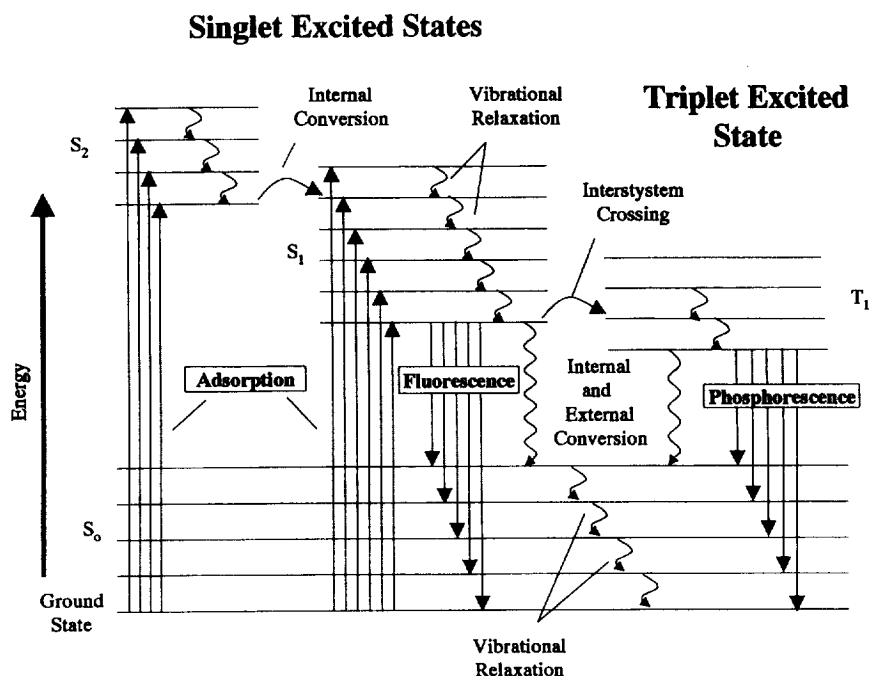 Singlet Excited States
Internal
Conversion
Vibrational
Relaxation
Triplet Excited
State
S2
Interstystem
Crossing
S1
T1
Energy
Adsorption
Fluorescence
Internal
and
External
Conversion
Phosphorescence
So
Ground
State
Vibrational
Relaxation